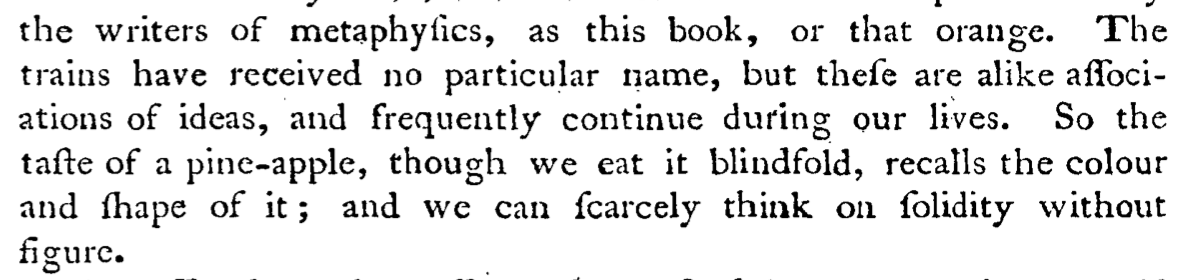 the writers of metaphyſics, as this book, or that orange. The
trains have received no particular name, but theſe are alike aſſoci-
ations of ideas, and frequently continue during our lives. So the
taſte of a pine-apple, though we eat it blindfold, recalls the colour
and ſhape of it; and we can ſcarcely think on ſolidity without
figure.